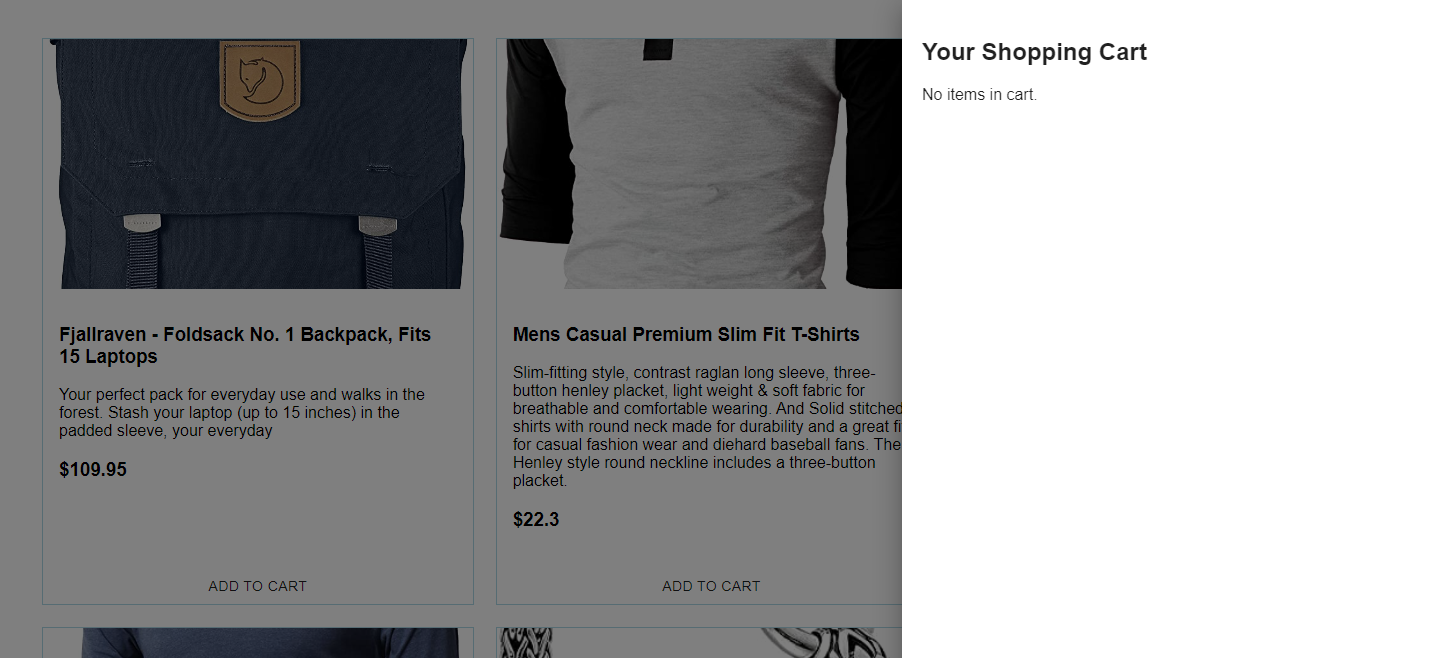 Your Shopping Cart
No items in cart.
Fjallraven - Foldsack No. 1 Backpack, Fits
15 Laptops
Your perfect pack for everyday use and walks in the
forest. Stash your laptop (up to 15 inches) in the
padded sleeve, your everyday
$109.95
ADD TO CART
Mens Casual Premium Slim Fit T-Shirts
Slim-fitting style, contrast raglan long sleeve, three-
button henley placket, light weight & soft fabric for
breathable and comfortable wearing. And Solid stitched
shirts with round neck made for durability and a great
for casual fashion wear and diehard baseball fans. The
Henley style round neckline includes a three-button
placket.
$22.3
ADD TO CART